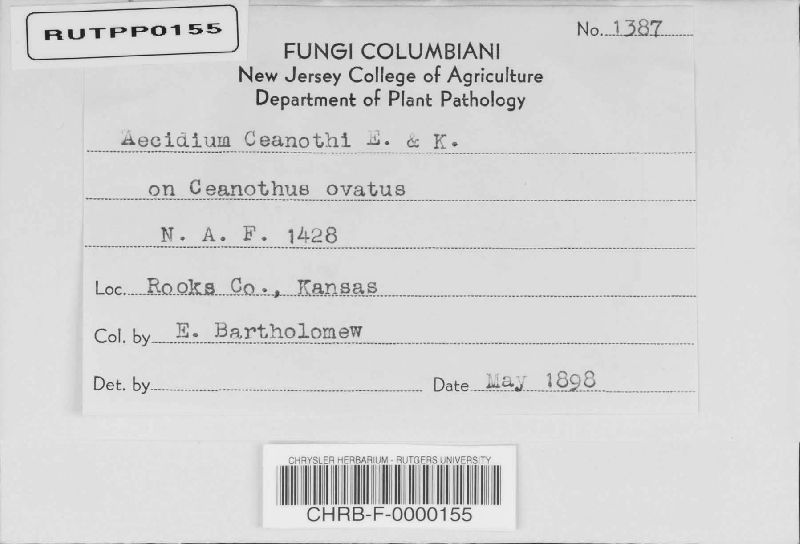 RUTPP0155
No. 1387
FUNGI COLUMBIANI
New Jersey College of Agriculture
Department of Plant Pathology
Aecidium Ceanothi E. & K.
on Ceanothus ovatus
N. A. F. 1428
Loc. Rooks Co., Kansas
Col. by E. Bartholomew
Det. by
Date May 1898
CHRYSLER HERBARIUM - RUTGERS UNIVERSITY
CHRB-F-0000155